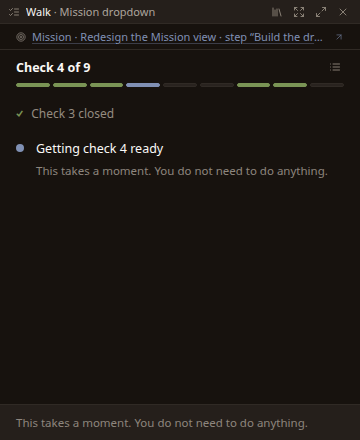 Walk · Mission dropdown
Mission · Redesign the Mission view · step “Build the dr...
Check 4 of 9
Check 3 closed
Getting check 4 ready
This takes a moment. You do not need to do anything.
This takes a moment. You do not need to do anything.